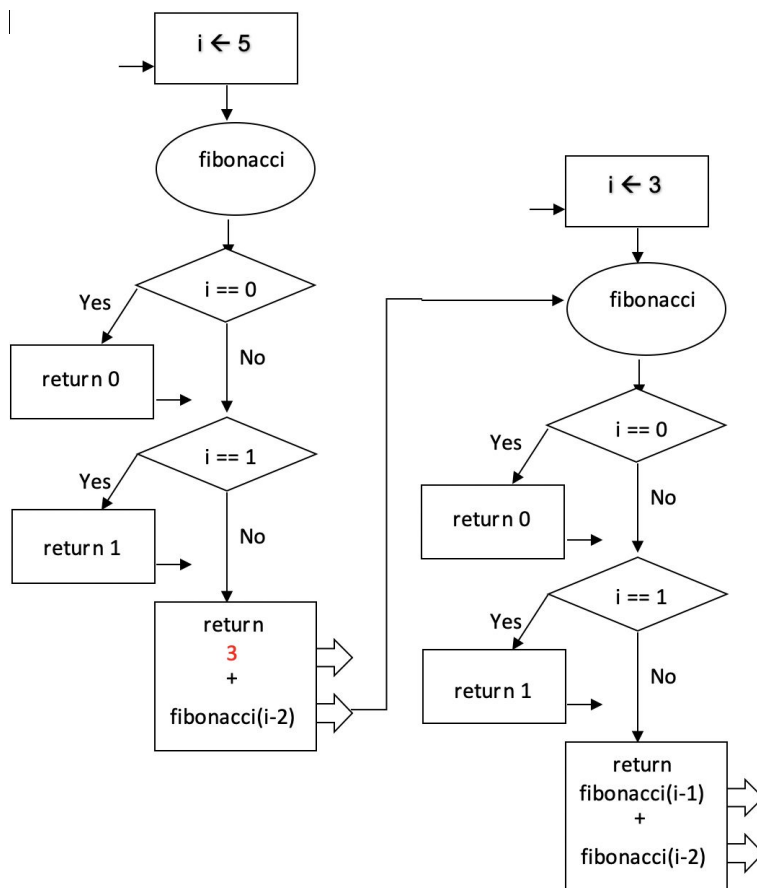 i ← 5
fibonacci
i == 0
Yes
No
return 0
i == 1
Yes
No
return 1
return
3
+
fibonacci(i-2)
i ← 3
fibonacci
i == 0
Yes
No
return 0
i == 1
Yes
No
return 1
return
fibonacci(i-1)
+
fibonacci(i-2)